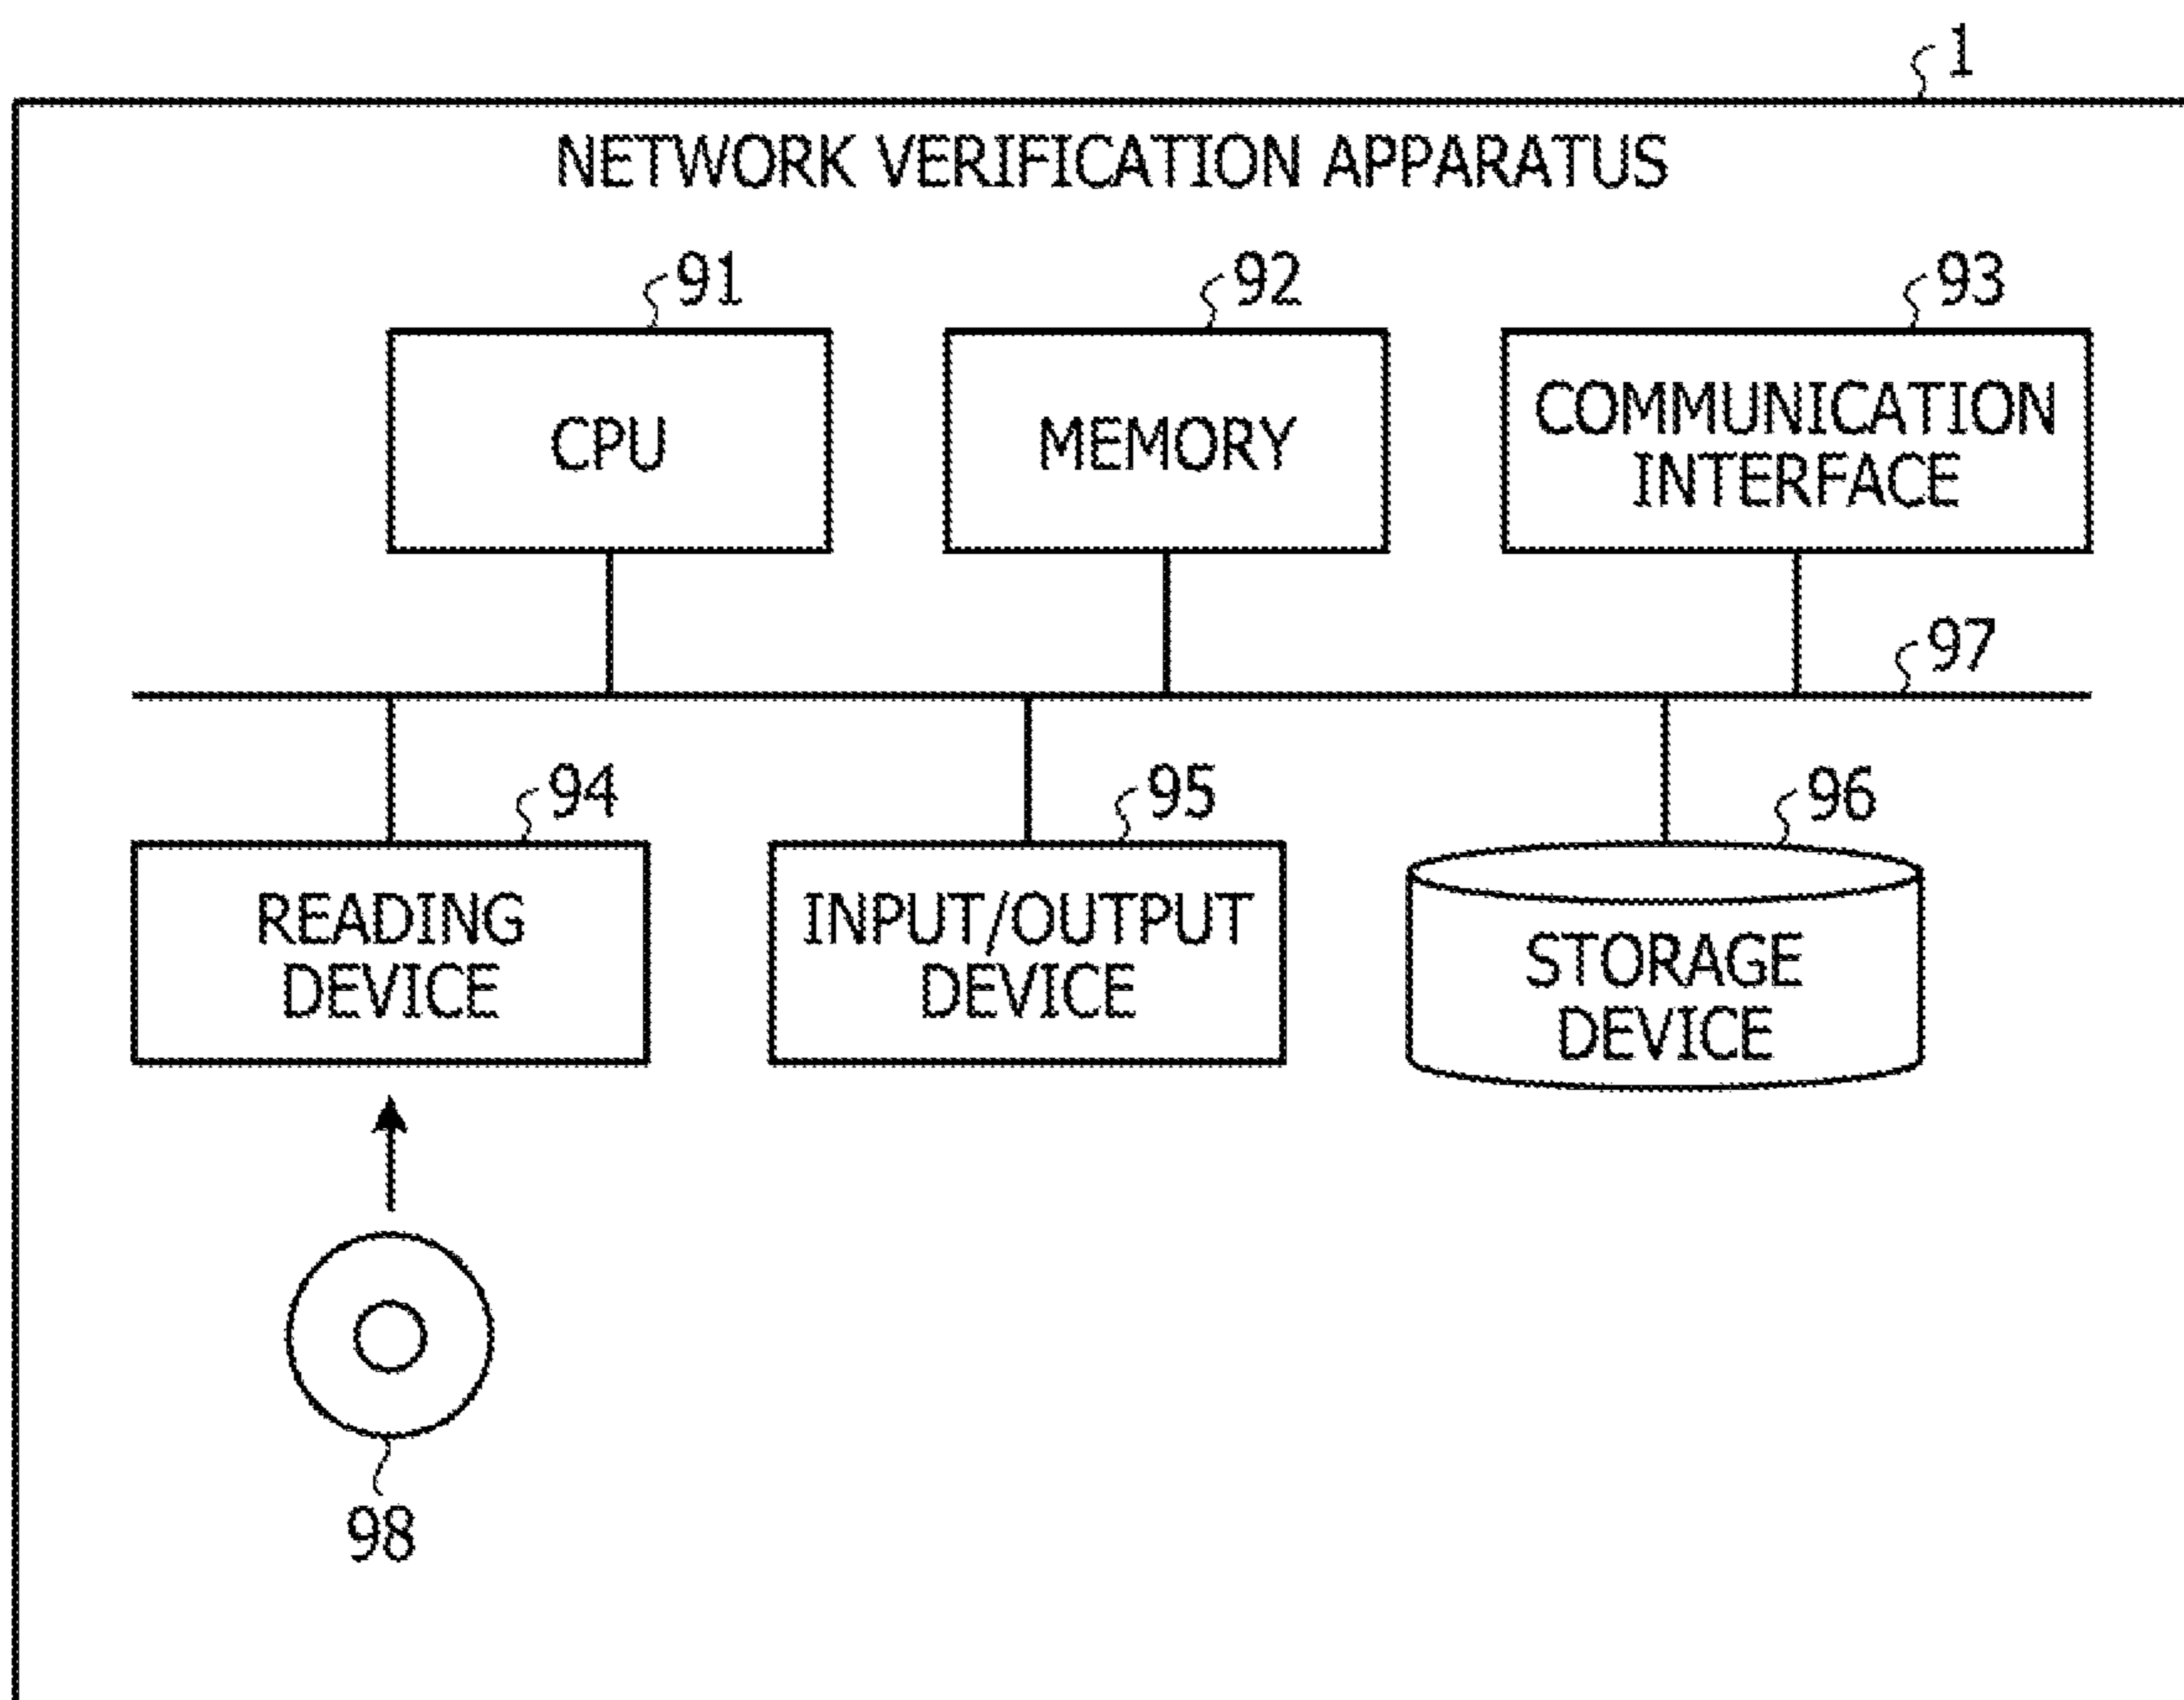 1
NETWORK VERIFICATION APPARATUS
91
92
93
CPU
MEMORY
COMMUNICATION
INTERFACE
97
94
95
96
READING
DEVICE
INPUT/OUTPUT
DEVICE
STORAGE
DEVICE
98